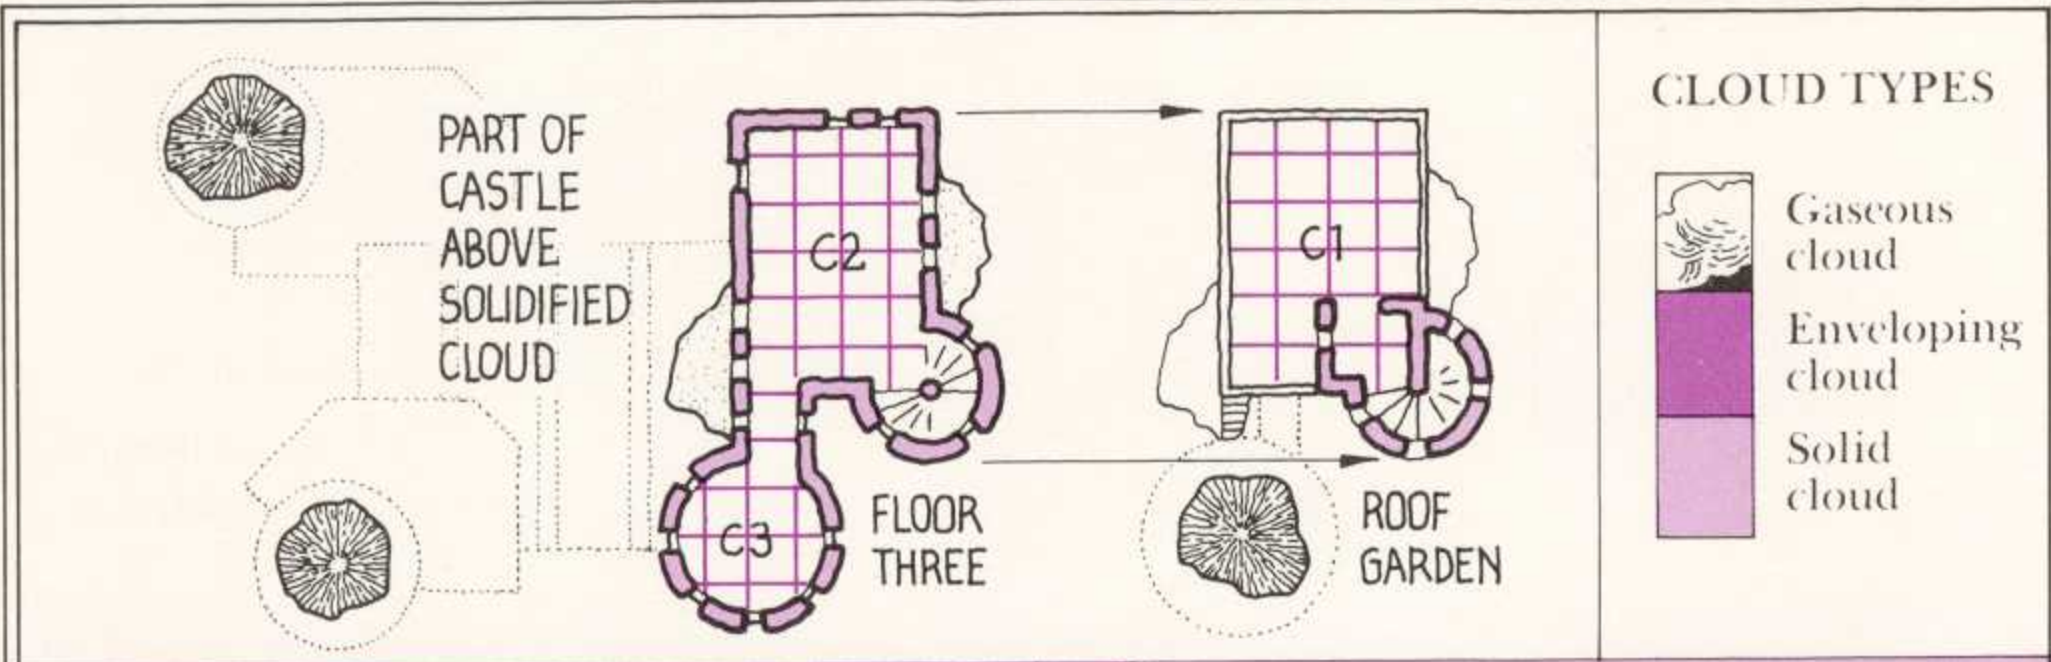 PART OF
CASTLE
ABOVE
SOLIDIFIED
CLOUD
C2
C3
FLOOR
THREE
C1
ROOF
GARDEN
CLOUD TYPES
Gaseous
cloud
Enveloping
cloud
Solid
cloud